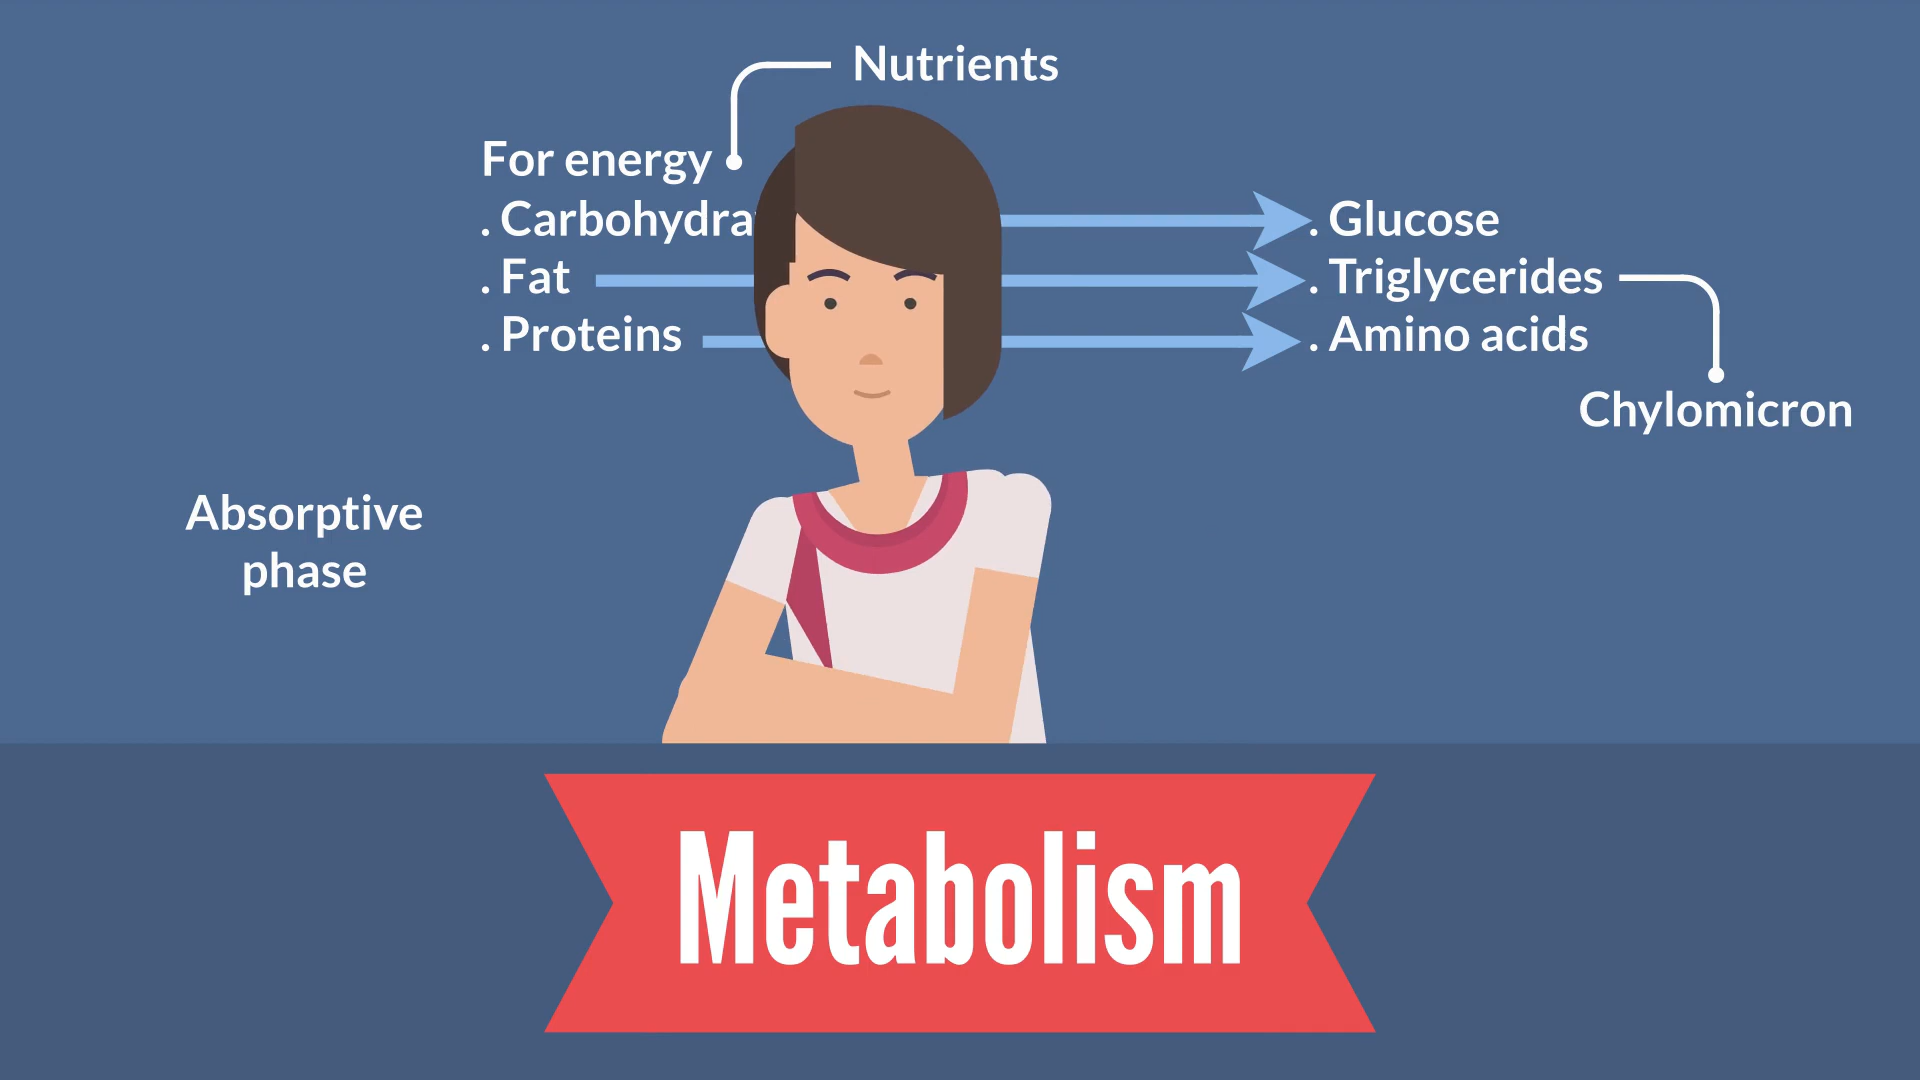 Nutrients
For energy
. Carbohydra
. Fat
. Proteins
. Glucose
. Triglycerides
. Amino acids
Chylomicron
Absorptive
phase
Metabolism